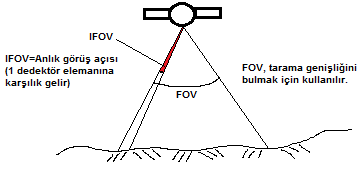 IFOV
IFOV=Anlık görüş açısı
(1 dedektör elemanına
karşılık gelir)
FOV
FOV, tarama genişliğini
bulmak için kullanılır.